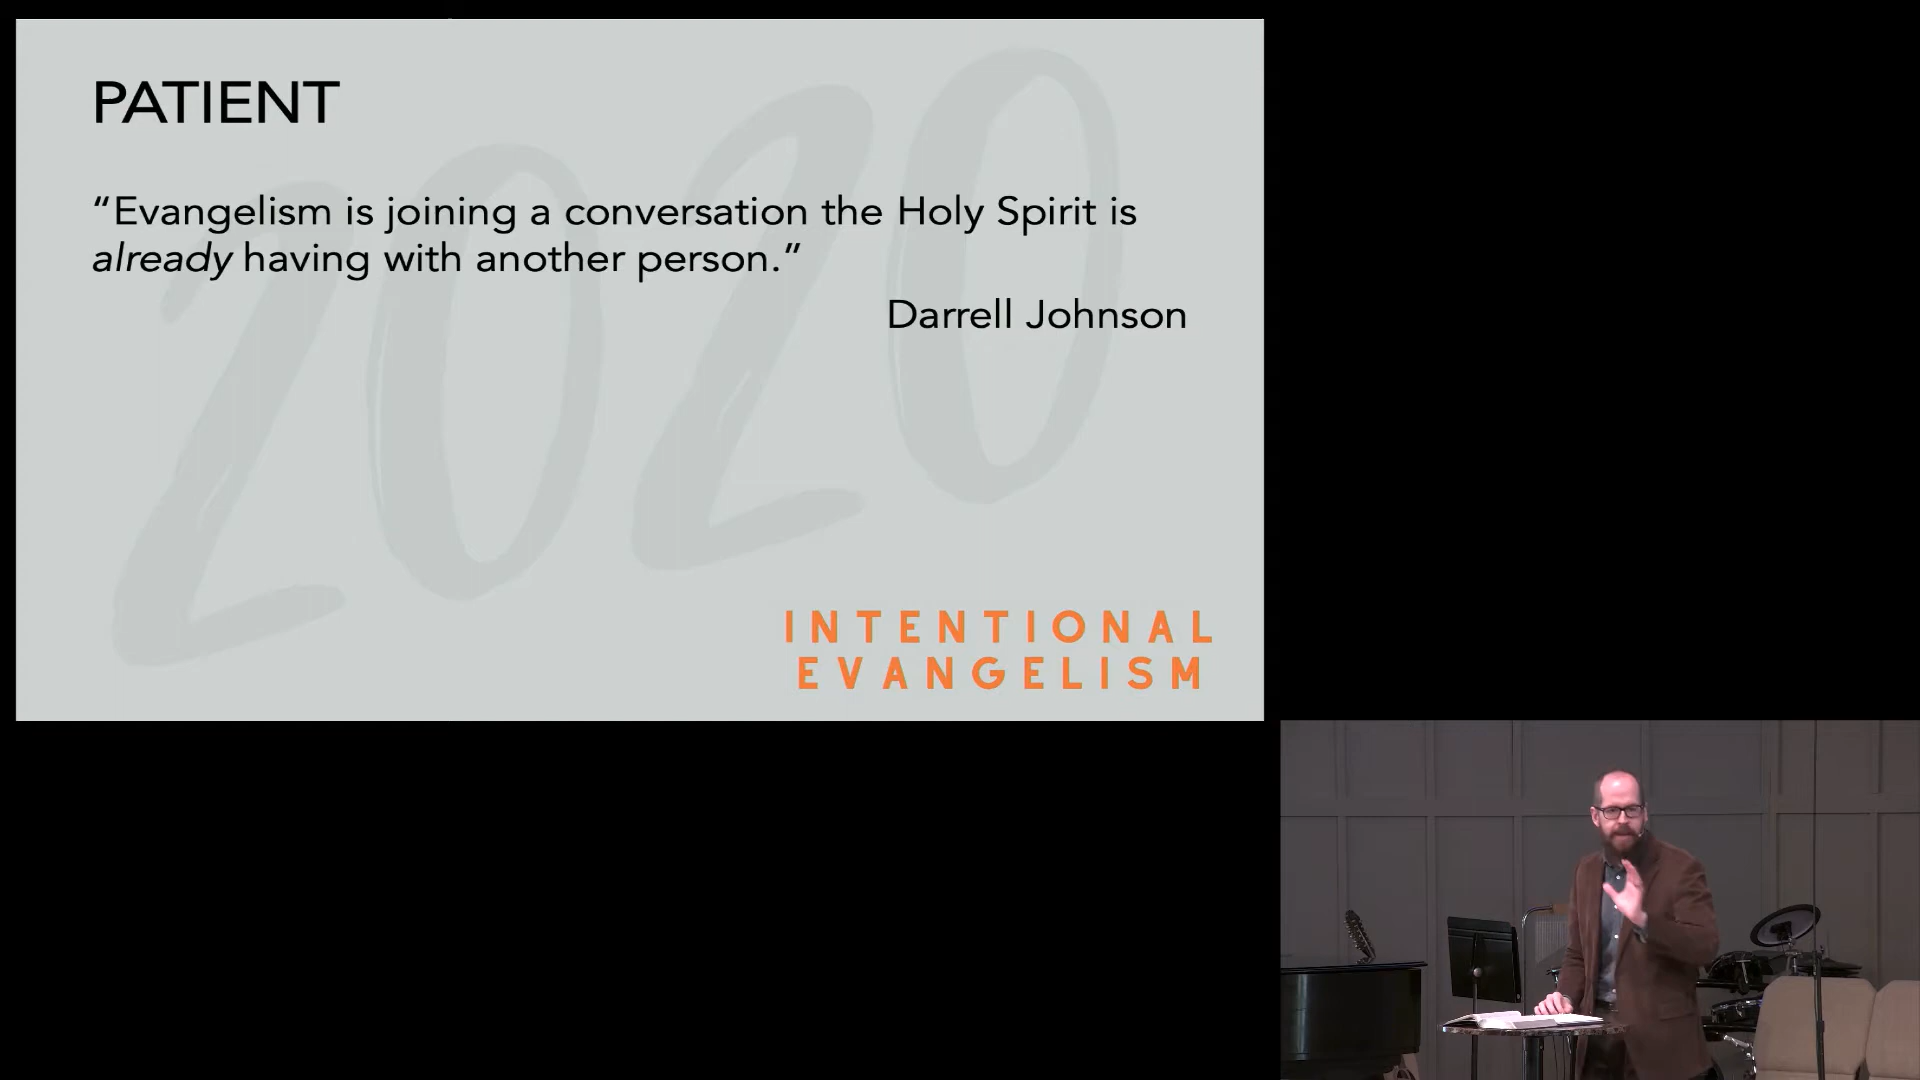 PATIENT
“Evangelism is joining a conversation the Holy Spirit is
already having with another person.”
Darrell Johnson
2020
INTENTIONAL
EVANGELISM